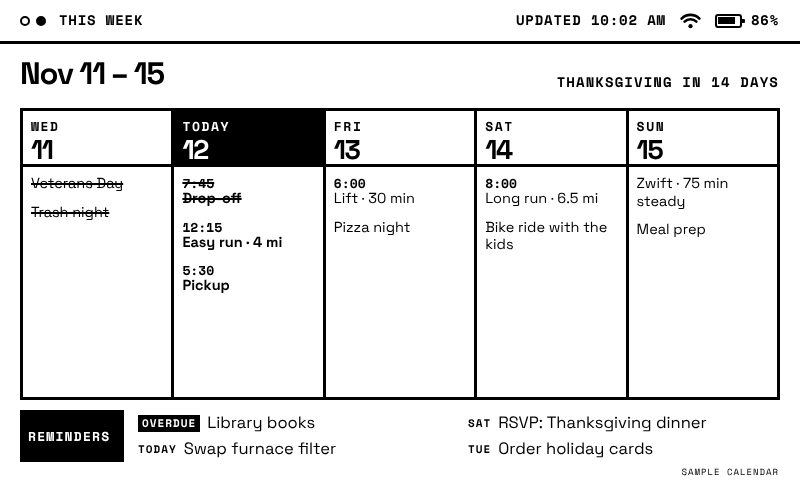 THIS WEEK
UPDATED 10:02 AM
86%
Nov 11 – 15
THANKSGIVING IN 14 DAYS
WED
11
Veterans Day
Trash night
TODAY
12
7:45
Drop-off
12:15
Easy run · 4 mi
5:30
Pickup
FRI
13
6:00
Lift · 30 min
Pizza night
SAT
14
8:00
Long run · 6.5 mi
Bike ride with the
kids
SUN
15
Zwift · 75 min
steady
Meal prep
REMINDERS
OVERDUE Library books
TODAY Swap furnace filter
SAT RSVP: Thanksgiving dinner
TUE Order holiday cards
SAMPLE CALENDAR